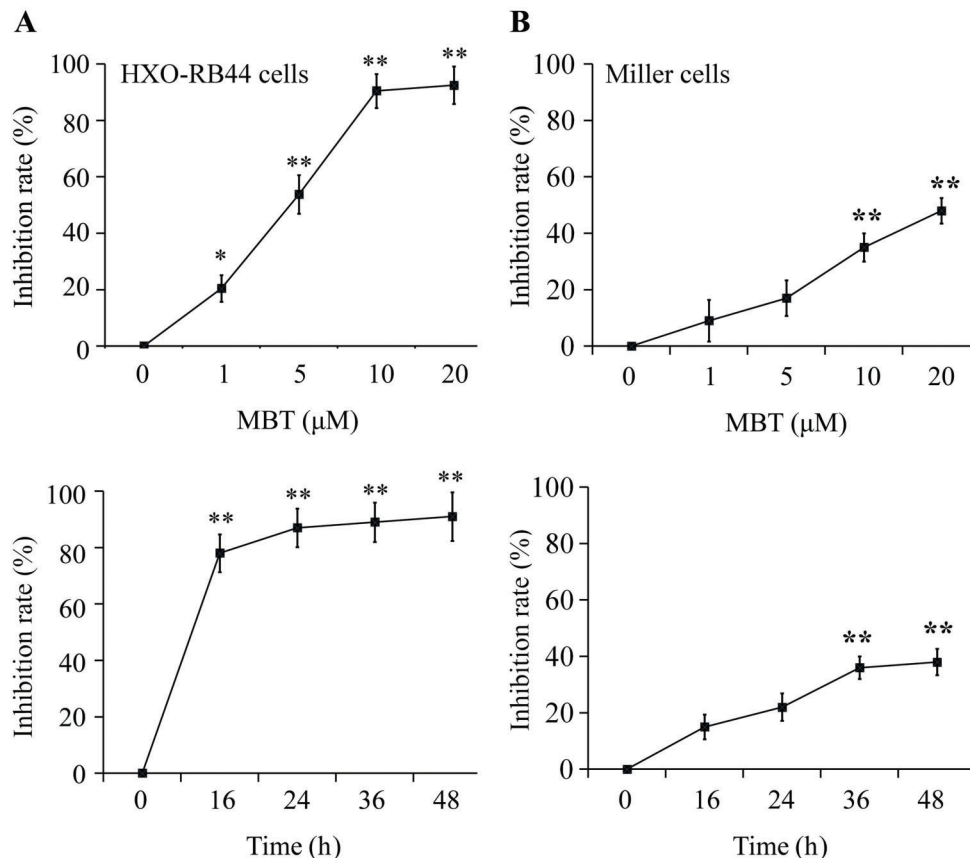 A
HXO-RB44 cells
Inhibition rate (%)
100
80
60
40
20
0
*
**
**
**
0 1 5 10 20
MBT (μM)
B
Miller cells
Inhibition rate (%)
100
80
60
40
20
0
**
**
0 1 5 10 20
MBT (μM)
Inhibition rate (%)
100
80
60
40
20
0
**
**
**
**
0 16 24 36 48
Time (h)
Inhibition rate (%)
100
80
60
40
20
0
**
**
0 16 24 36 48
Time (h)